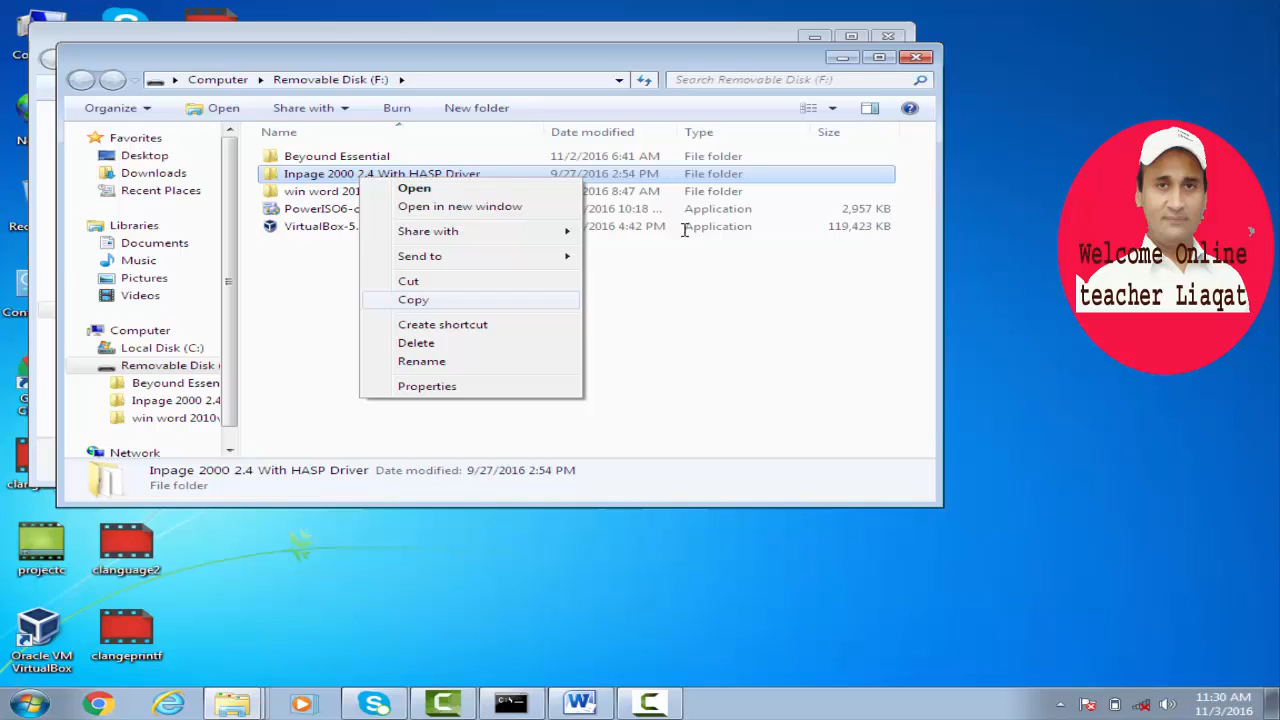 Computer
Removable Disk (F:)
Search Removable Disk (F:)
Organize
Open
Share with
Burn
New folder
Name
Date modified
Type
Size
Favorites
Desktop
Downloads
Recent Places
Libraries
Documents
Music
Pictures
Videos
Computer
Local Disk (C:)
Removable Disk
Beyound Essen
Inpage 2000 2.4
win word 2010
Network
Beyound Essential 11/2/2016 6:41 AM File folder
Inpage 2000 2.4 With HASP Driver 9/27/2016 2:54 PM File folder
win word 201 2016 8:47 AM File folder
PowerISO6- 2016 10:18 ... Application 2,957 KB
VirtualBox-5. 2016 4:42 PM Application 119,423 KB
Open
Open in new window
Share with
Send to
Cut
Copy
Create shortcut
Delete
Rename
Properties
Inpage 2000 2.4 With HASP Driver Date modified: 9/27/2016 2:54 PM
File folder
Welcome Online
teacher Liaqat
projectc
clanguage2
Oracle VM
VirtualBox
clangeprintf
11:30 AM
11/3/2016